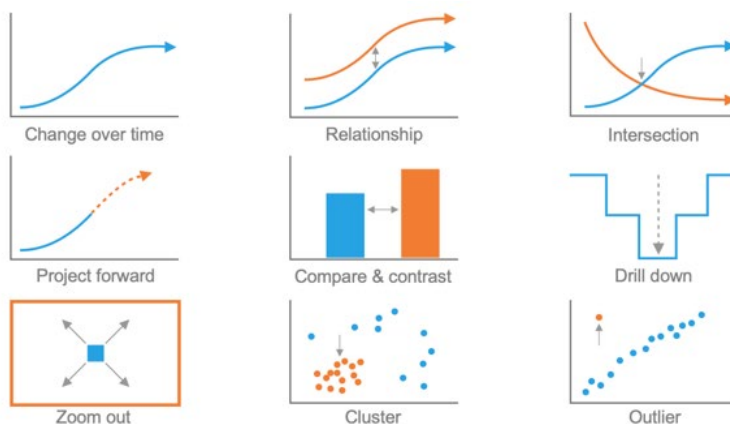 Change over time
Relationship
Intersection
Project forward
Compare & contrast
Drill down
Zoom out
Cluster
Outlier